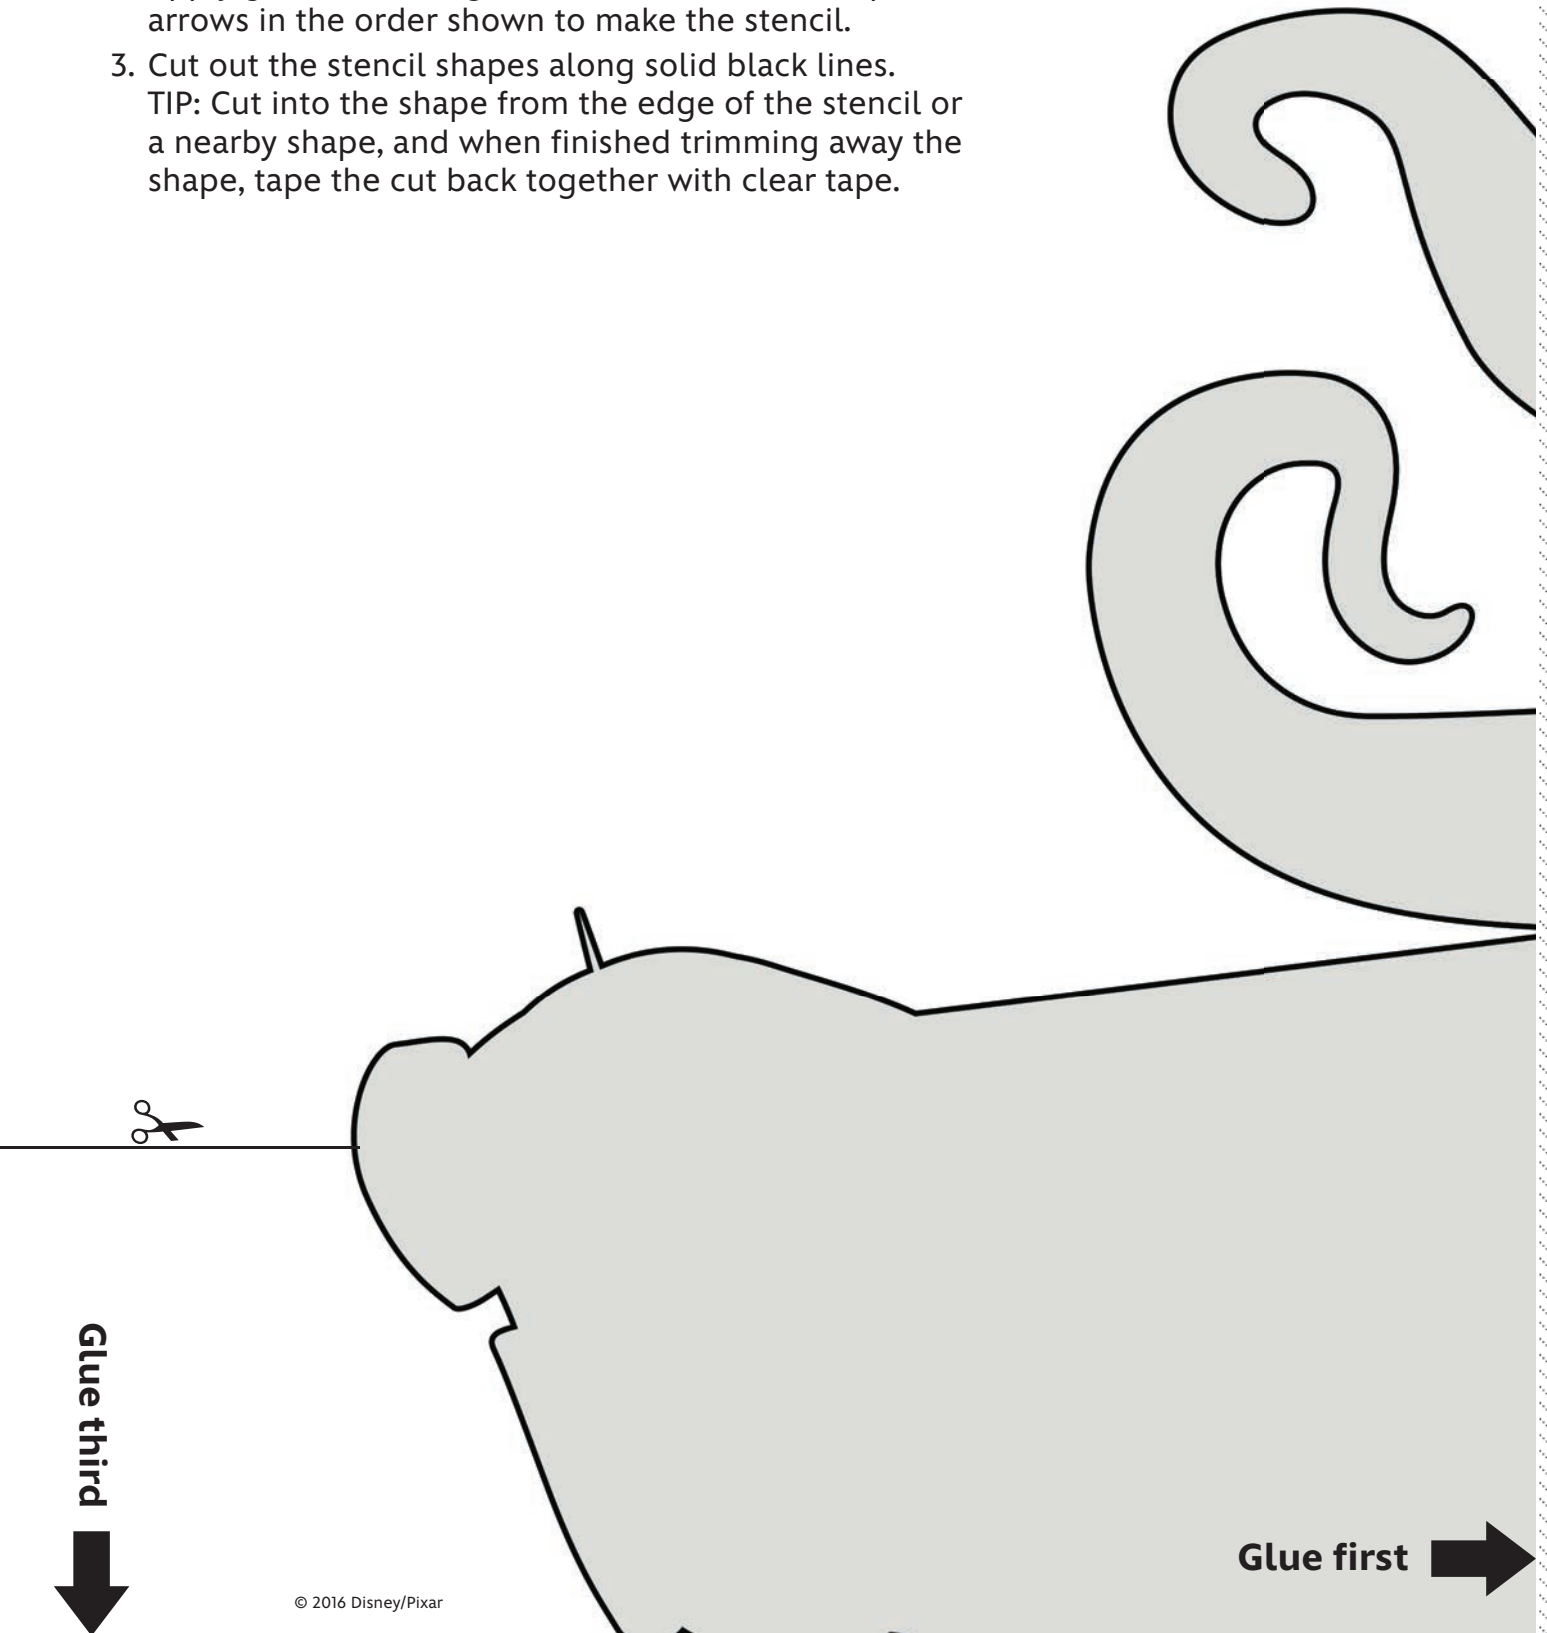 arrows in the order shown to make the stencil.
3. Cut out the stencil shapes along solid black lines.
TIP: Cut into the shape from the edge of the stencil or
a nearby shape, and when finished trimming away the
shape, tape the cut back together with clear tape.
Glue third
Glue first
© 2016 Disney/Pixar